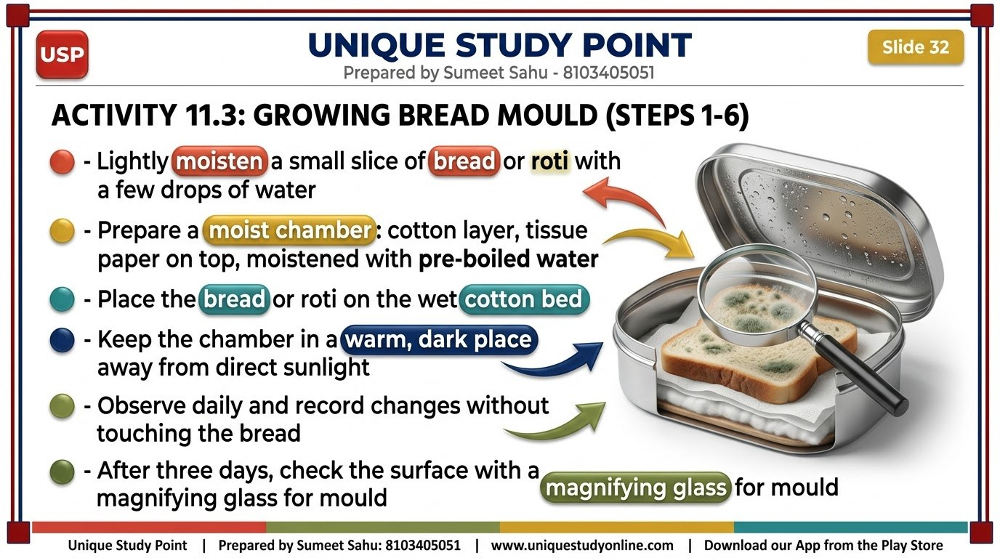 USP
UNIQUE STUDY POINT
Prepared by Sumeet Sahu - 8103405051
Slide 32
ACTIVITY 11.3: GROWING BREAD MOULD (STEPS 1-6)
- Lightly moisten a small slice of bread or roti with
a few drops of water
- Prepare a moist chamber: cotton layer, tissue
paper on top, moistened with pre-boiled water
- Place the bread or roti on the wet cotton bed
- Keep the chamber in a warm, dark place
away from direct sunlight
- Observe daily and record changes without
touching the bread
- After three days, check the surface with a
magnifying glass for mould
magnifying glass for mould
Unique Study Point | Prepared by Sumeet Sahu: 8103405051 | www.uniquestudyonline.com | Download our App from the Play Store